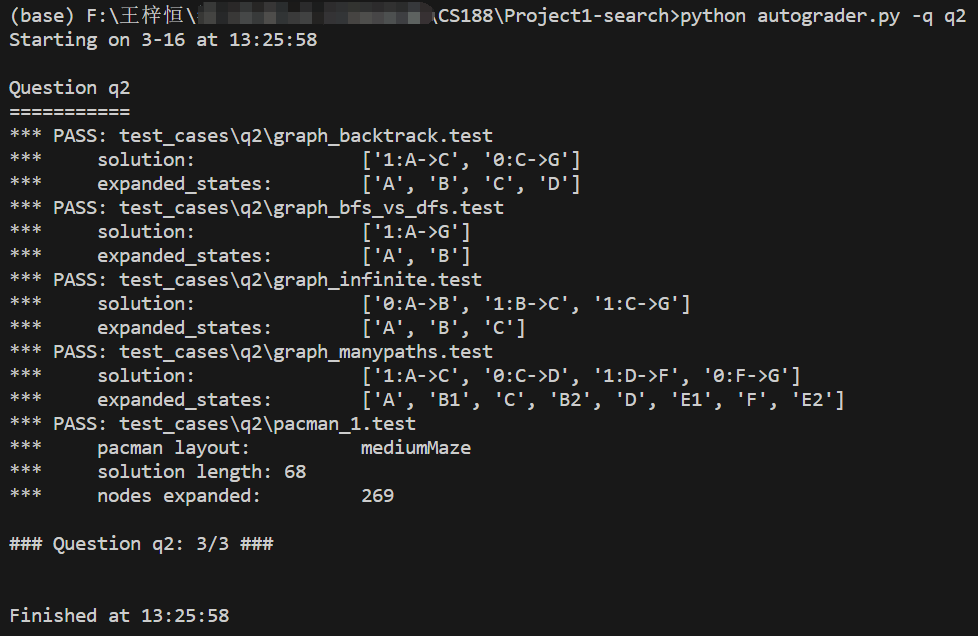 (base) F:\王梓恒\ \CS188\Project1-search>python autograder.py -q q2
Starting on 3-16 at 13:25:58
Question q2
===========
*** PASS: test_cases\q2\graph_backtrack.test
***     solution:               ['1:A->C', '0:C->G']
***     expanded_states:        ['A', 'B', 'C', 'D']
*** PASS: test_cases\q2\graph_bfs_vs_dfs.test
***     solution:               ['1:A->G']
***     expanded_states:        ['A', 'B']
*** PASS: test_cases\q2\graph_infinite.test
***     solution:               ['0:A->B', '1:B->C', '1:C->G']
***     expanded_states:        ['A', 'B', 'C']
*** PASS: test_cases\q2\graph_manypaths.test
***     solution:               ['1:A->C', '0:C->D', '1:D->F', '0:F->G']
***     expanded_states:        ['A', 'B1', 'C', 'B2', 'D', 'E1', 'F', 'E2']
*** PASS: test_cases\q2\pacman_1.test
***     pacman layout:          mediumMaze
***     solution length: 68
***     nodes expanded:         269
### Question q2: 3/3 ###
Finished at 13:25:58